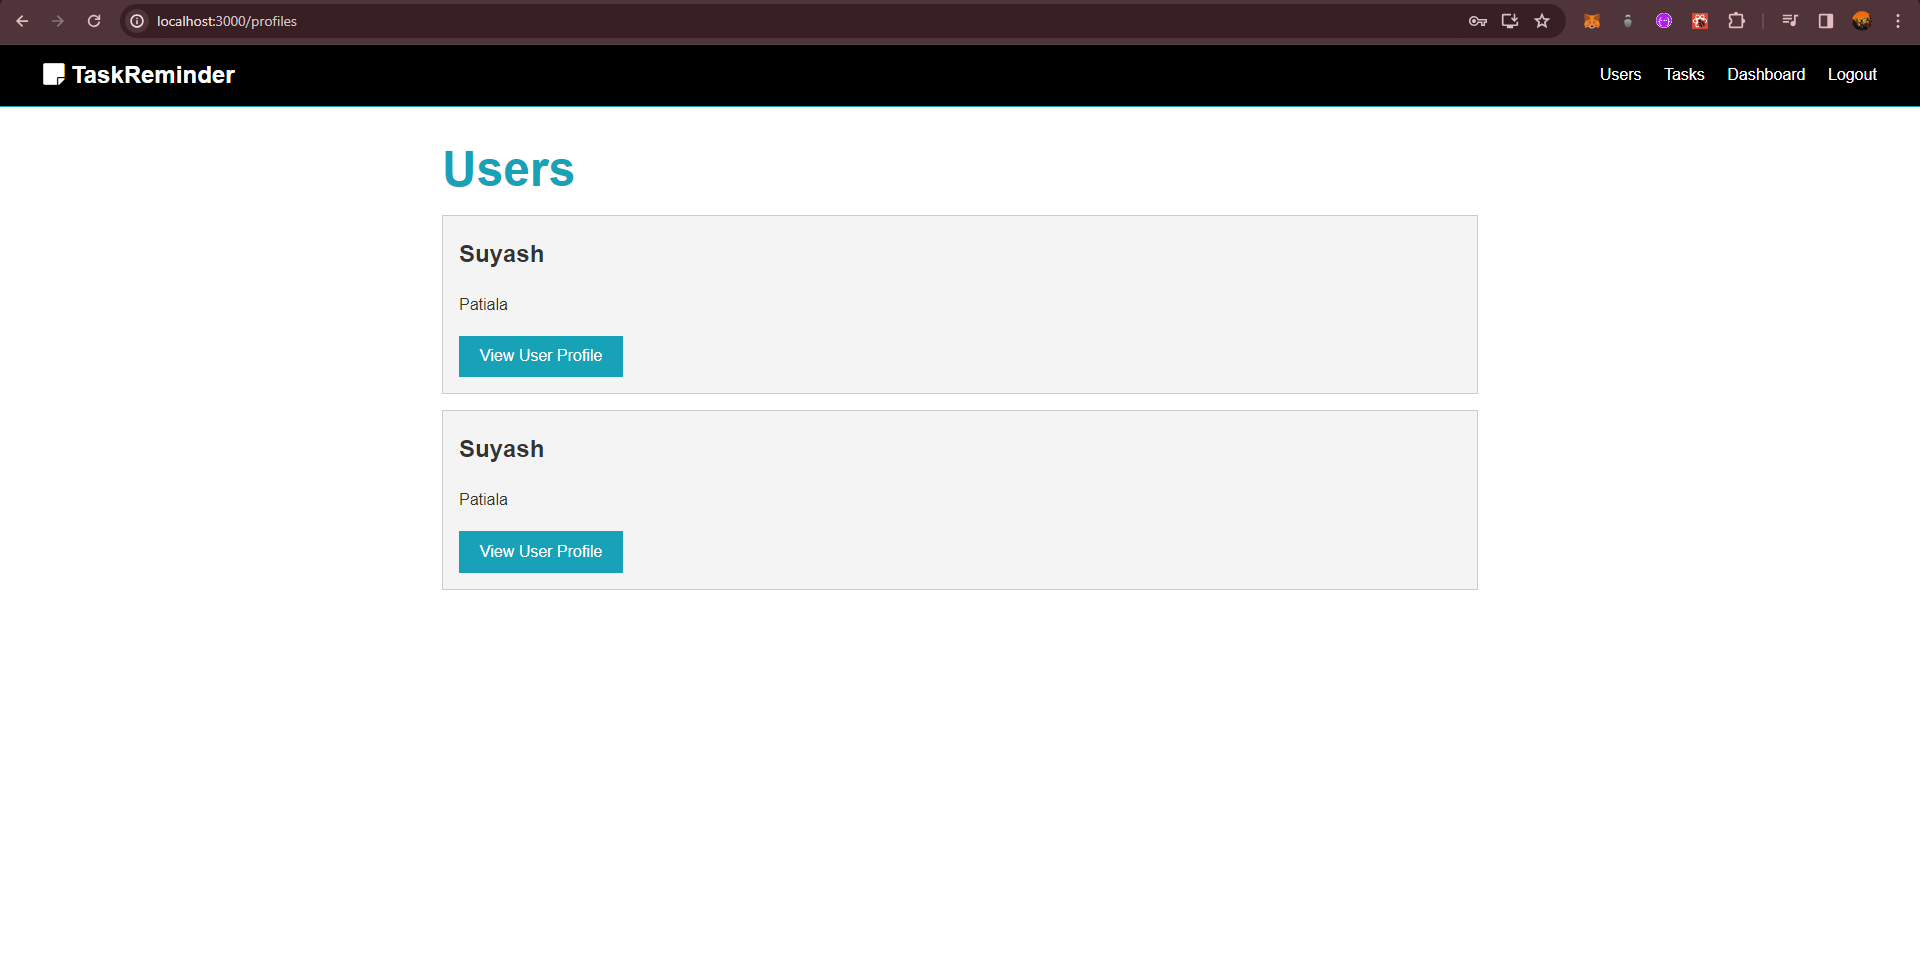 localhost:3000/profiles
TaskReminder
Users Tasks Dashboard Logout
Users
Suyash
Patiala
View User Profile
Suyash
Patiala
View User Profile